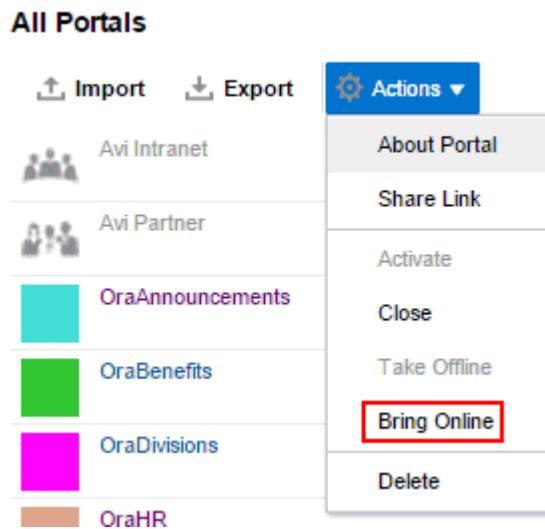 All Portals
Import
Export
Actions
Avi Intranet
Avi Partner
OraAnnouncements
OraBenefits
OraDivisions
OraHR
About Portal
Share Link
Activate
Close
Take Offline
Bring Online
Delete